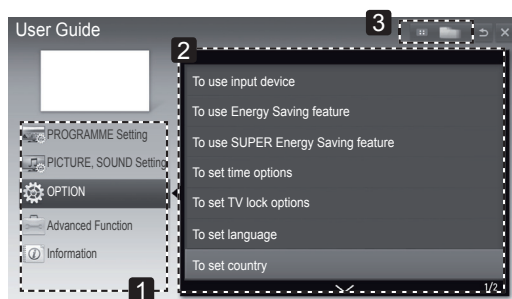 User Guide
3
2
To use input device
To use Energy Saving feature
PROGRAMME Setting
To use SUPER Energy Saving feature
PICTURE, SOUND Setting
To set time options
OPTION
To set TV lock options
Advanced Function
To set language
Information
To set country
1
1/2